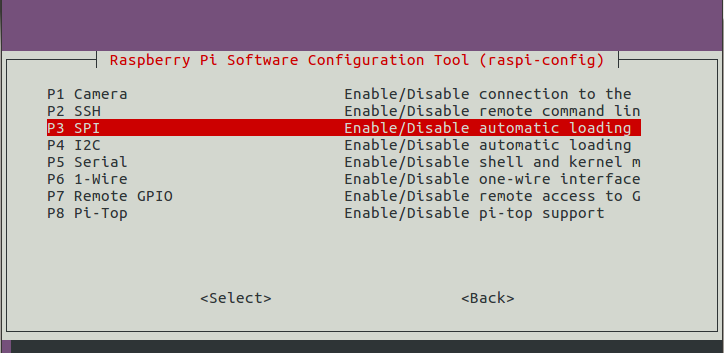 Raspberry Pi Software Configuration Tool (raspi-config)
P1 Camera Enable/Disable connection to the
P2 SSH Enable/Disable remote command lin
P3 SPI Enable/Disable automatic loading
P4 I2C Enable/Disable automatic loading
P5 Serial Enable/Disable shell and kernel m
P6 1-Wire Enable/Disable one-wire interface
P7 Remote GPIO Enable/Disable remote access to G
P8 Pi-Top Enable/Disable pi-top support
<Select> <Back>